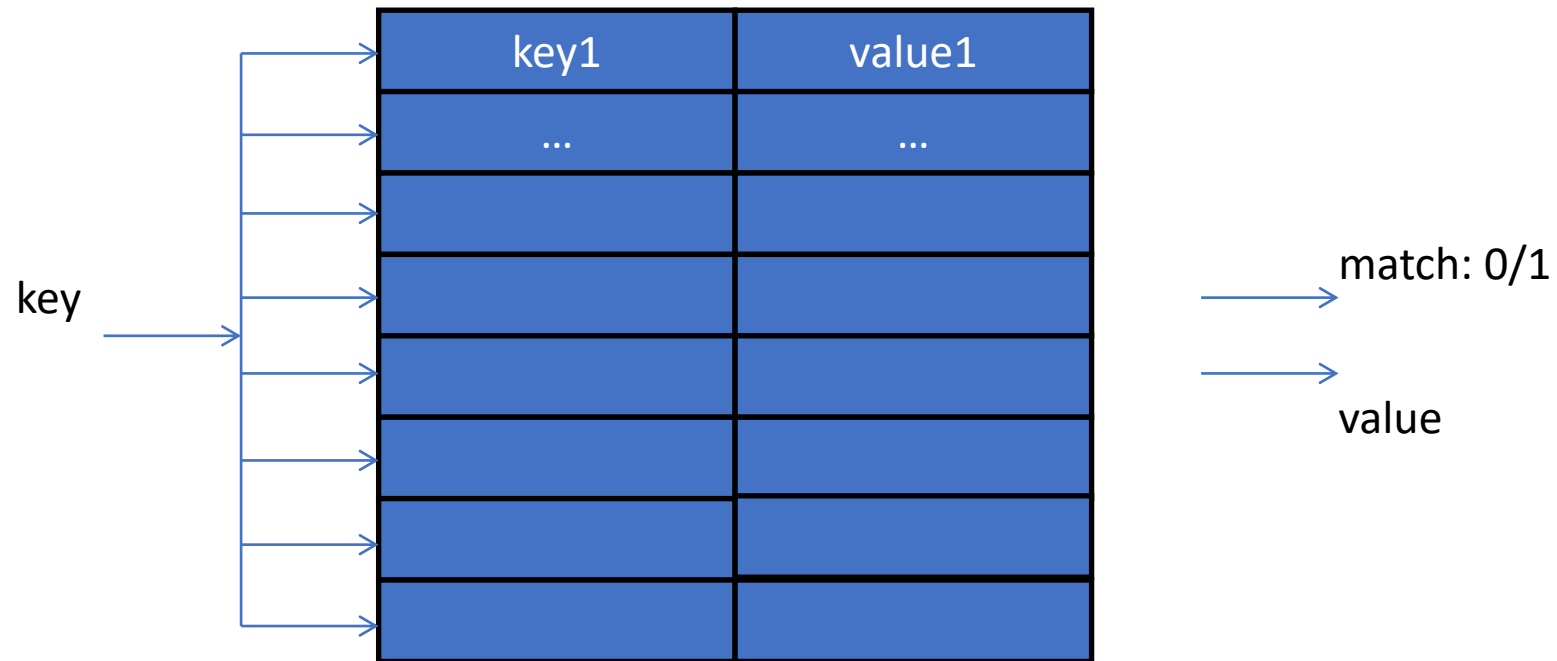 key1 value1
... ...
key
match: 0/1
value